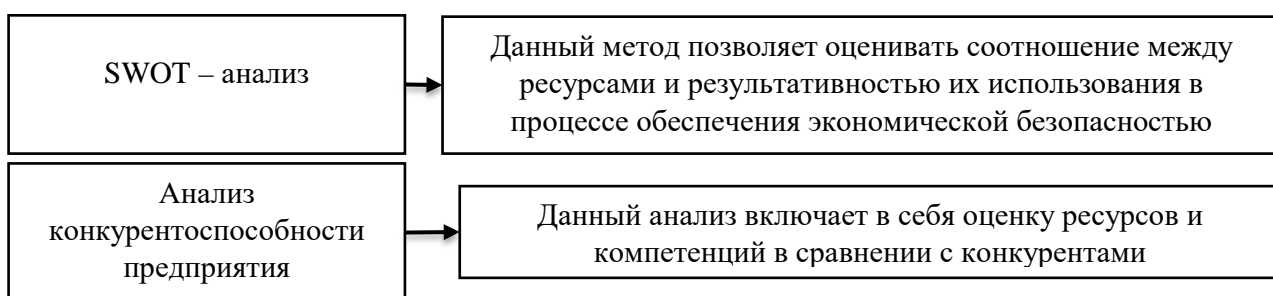 SWOT – анализ
Данный метод позволяет оценивать соотношение между
ресурсами и результативностью их использования в
процессе обеспечения экономической безопасностью
Анализ
конкурентоспособности
предприятия
Данный анализ включает в себя оценку ресурсов и
компетенций в сравнении с конкурентами